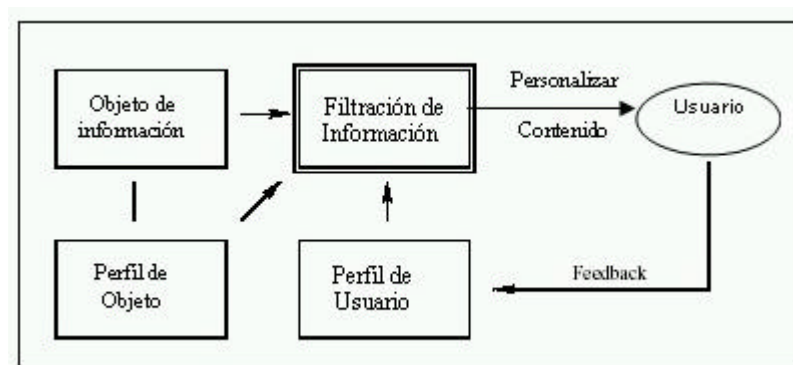 Objeto de
información
Filtración de
Información
Personalizar
Contenido
Usuario
Perfil de
Objeto
Perfil de
Usuario
Feedback